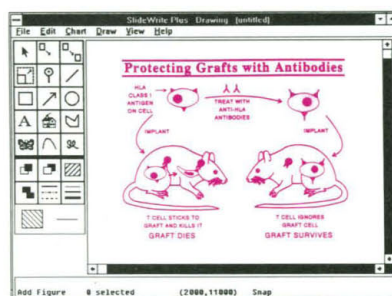 SlideWrite Plus Drawing (untitled)
File Edit Chart Draw View Help
Protecting Grafts with Antibodies
HLA
CLASS I
ANTIGEN
ON CELL
TREAT WITH
ANTI-HLA
ANTIBODIES
IMPLANT
IMPLANT
T CELL STICKS TO
GRAFT AND KILLS IT
GRAFT DIES
T CELL IGNORES
GRAFT CELL
GRAFT SURVIVES
A
Add Figure 0 selected (2000,11000) Snap